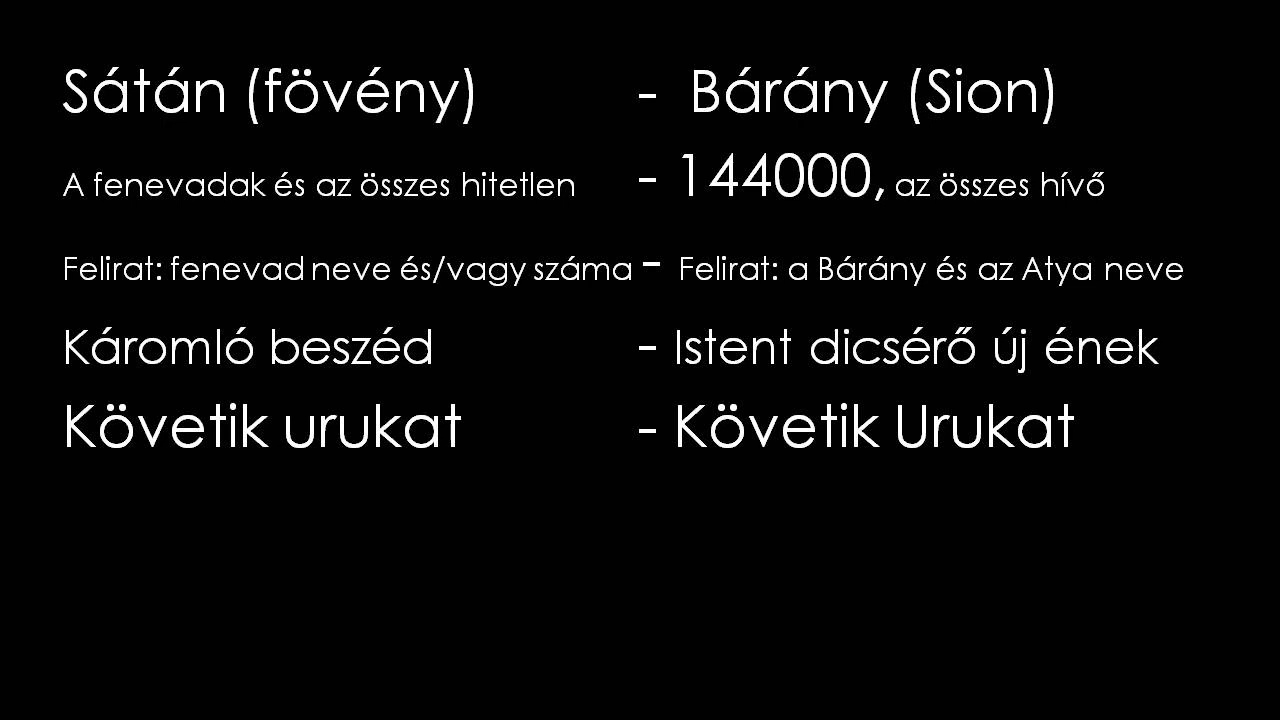 Sátán (fövény) - Bárány (Sion)
A fenevadak és az összes hitetlen - 144000, az összes hívő
Felirat: fenevad neve és/vagy száma - Felirat: a Bárány és az Atya neve
Káromló beszéd - Istent dicsérő új ének
Követik urukat - Követik Urukat